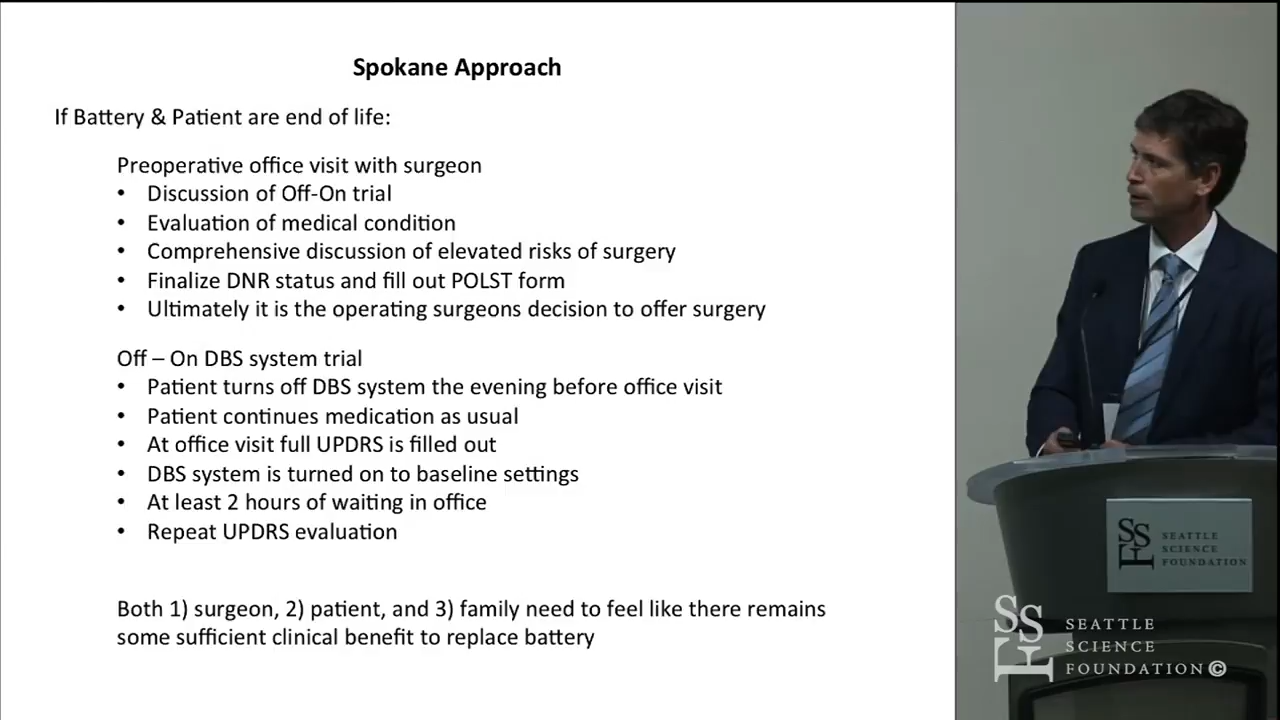 Spokane Approach
If Battery & Patient are end of life:
Preoperative office visit with surgeon
• Discussion of Off-On trial
• Evaluation of medical condition
• Comprehensive discussion of elevated risks of surgery
• Finalize DNR status and fill out POLST form
• Ultimately it is the operating surgeons decision to offer surgery
Off – On DBS system trial
• Patient turns off DBS system the evening before office visit
• Patient continues medication as usual
• At office visit full UPDRS is filled out
• DBS system is turned on to baseline settings
• At least 2 hours of waiting in office
• Repeat UPDRS evaluation
Both 1) surgeon, 2) patient, and 3) family need to feel like there remains
some sufficient clinical benefit to replace battery
SSF
SEATTLE
SCIENCE
FOUNDATION
SSF
SEATTLE
SCIENCE
FOUNDATION©